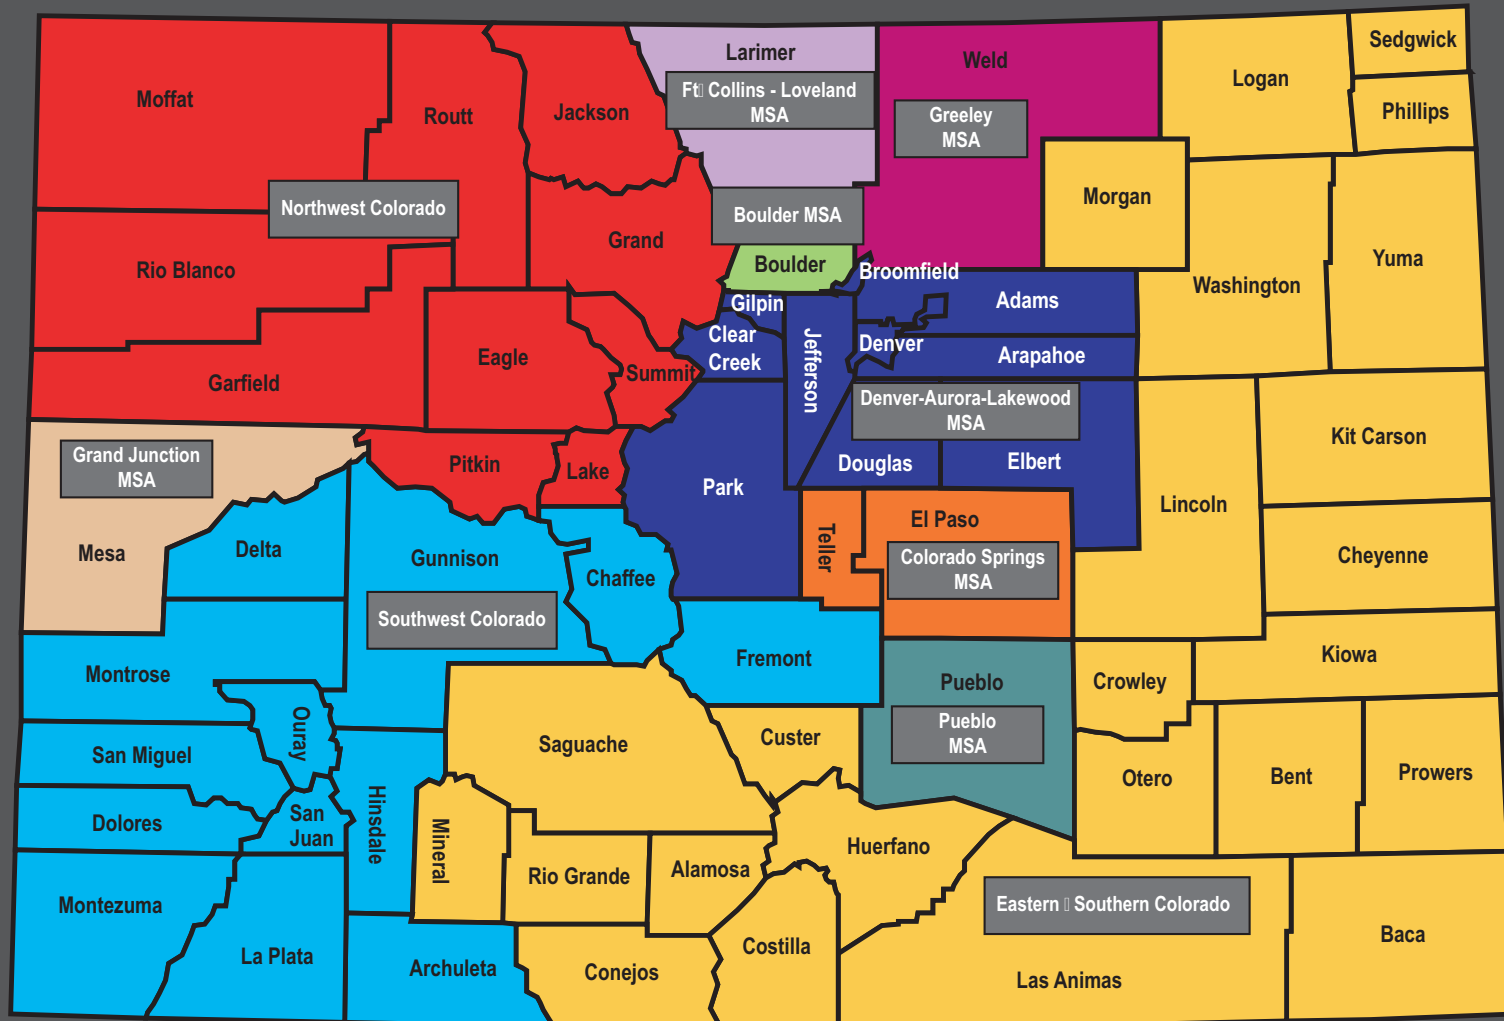 Sedgwick
Larimer
Weld
Logan
Moffat
Ft▯ Collins - Loveland
MSA
Routt
Jackson
Greeley
MSA
Phillips
Morgan
Northwest Colorado
Boulder MSA
Grand
Rio Blanco
Boulder
Broomfield
Yuma
Washington
Adams
Gilpin
Clear
Creek
Jefferson
Denver
Arapahoe
Eagle
Summit
Garfield
Denver-Aurora-Lakewood
MSA
Kit Carson
Grand Junction
MSA
Pitkin
Lake
Park
Douglas
Elbert
Lincoln
Mesa
Delta
Gunnison
Chaffee
Teller
El Paso
Colorado Springs
MSA
Cheyenne
Southwest Colorado
Montrose
Fremont
Pueblo
Pueblo
MSA
Crowley
Kiowa
Ouray
San Miguel
Saguache
Custer
Otero
Bent
Prowers
Dolores
San
Juan
Hinsdale
Mineral
Rio Grande
Alamosa
Huerfano
Montezuma
La Plata
Archuleta
Conejos
Costilla
Eastern ▯ Southern Colorado
Las Animas
Baca